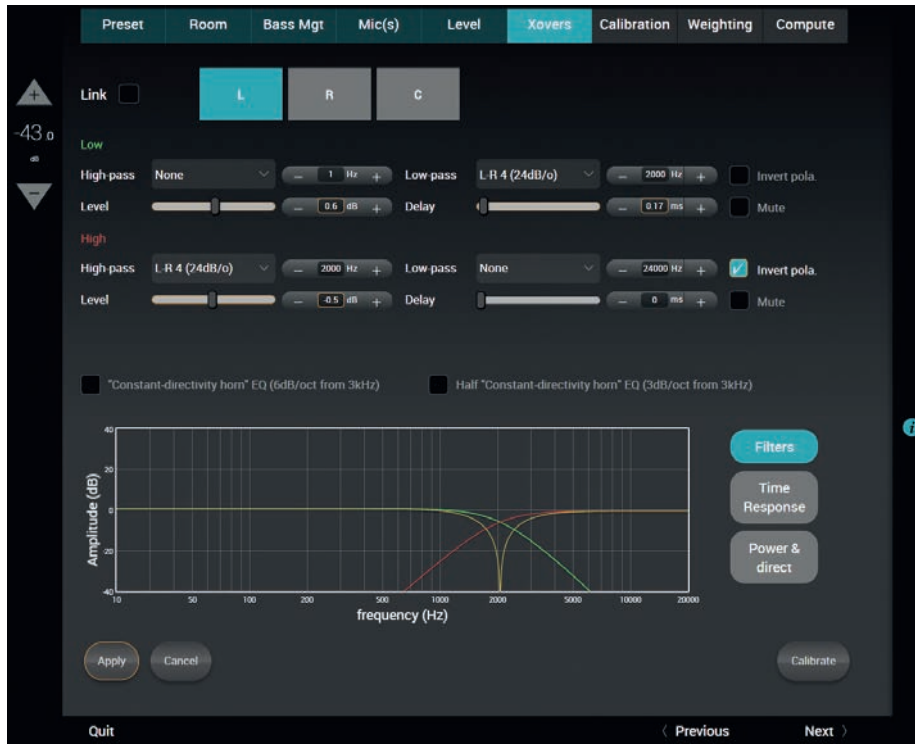 Preset Room Bass Mgt Mic(s) Level Xovers Calibration Weighting Compute
Link L R C
+
-43.0
dB
−
Low
High-pass None − 1 Hz + Low-pass L-R 4 (24dB/o) − 2000 Hz + Invert pola.
Level − 0.6 dB + Delay − 0.17 ms + Mute
High
High-pass L-R 4 (24dB/o) − 2000 Hz + Low-pass None − 24000 Hz + Invert pola.
Level − -0.5 dB + Delay − 0 ms + Mute
"Constant-directivity horn" EQ (6dB/oct from 3kHz) Half "Constant-directivity horn" EQ (3dB/oct from 3kHz)
i
Filters
Time
Response
Power &
direct
Amplitude (dB)
40
20
0
-20
-40
10 50 100 200 500 1000 2000 5000 10000 20000
frequency (Hz)
Apply Cancel Calibrate
Quit 〈 Previous Next 〉